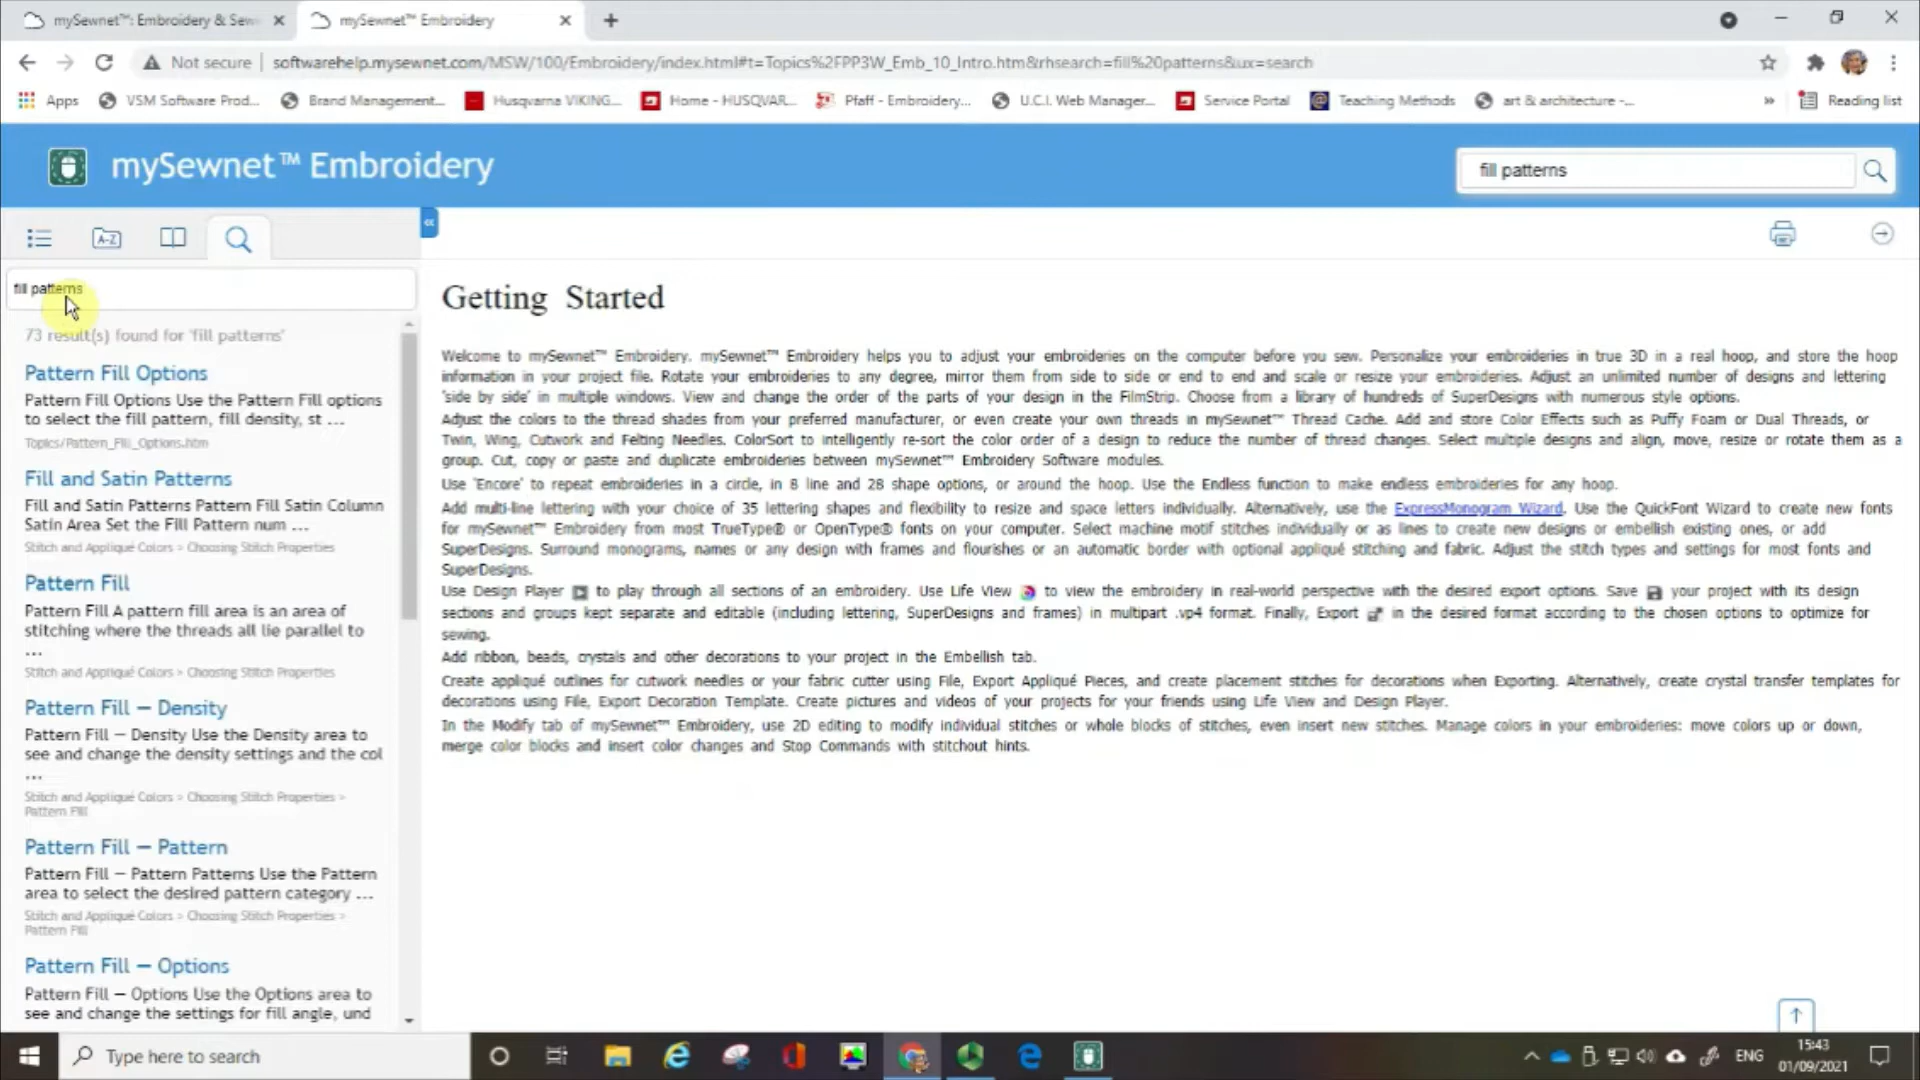 mySewnet™: Embroidery & Sew
mySewnet™ Embroidery
Not secure | softwarehelp.mysewnet.com/MSW/100/Embroidery/index.html#t=Topics%2FPP3W_Emb_10_Intro.htm&rhsearch=fill%20patterns&ux=search
Apps VSM Software Prod... Brand Management... Husqvarna VIKING... Home - HUSQVAR... Pfaff - Embroidery... U.C.I. Web Manager... Service Portal Teaching Methods art & architecture -... » Reading list
mySewnet™ Embroidery
fill patterns
A-Z
«
fill patterns
73 result(s) found for 'fill patterns'
Pattern Fill Options
Pattern Fill Options Use the Pattern Fill options
to select the fill pattern, fill density, st ...
Topics/Pattern_Fill_Options.htm
Fill and Satin Patterns
Fill and Satin Patterns Pattern Fill Satin Column
Satin Area Set the Fill Pattern num ...
Stitch and Appliqué Colors > Choosing Stitch Properties
Pattern Fill
Pattern Fill A pattern fill area is an area of
stitching where the threads all lie parallel to
...
Stitch and Appliqué Colors > Choosing Stitch Properties
Pattern Fill – Density
Pattern Fill – Density Use the Density area to
see and change the density settings and the col
...
Stitch and Appliqué Colors > Choosing Stitch Properties >
Pattern Fill
Pattern Fill – Pattern
Pattern Fill – Pattern Patterns Use the Pattern
area to select the desired pattern category ...
Stitch and Appliqué Colors > Choosing Stitch Properties >
Pattern Fill
Pattern Fill – Options
Pattern Fill – Options Use the Options area to
see and change the settings for fill angle, und
Getting Started
Welcome to mySewnet™ Embroidery. mySewnet™ Embroidery helps you to adjust your embroideries on the computer before you sew. Personalize your embroideries in true 3D in a real hoop, and store the hoop
information in your project file. Rotate your embroideries to any degree, mirror them from side to side or end to end and scale or resize your embroideries. Adjust an unlimited number of designs and lettering
'side by side' in multiple windows. View and change the order of the parts of your design in the FilmStrip. Choose from a library of hundreds of SuperDesigns with numerous style options.
Adjust the colors to the thread shades from your preferred manufacturer, or even create your own threads in mySewnet™ Thread Cache. Add and store Color Effects such as Puffy Foam or Dual Threads, or
Twin, Wing, Cutwork and Felting Needles. ColorSort to intelligently re-sort the color order of a design to reduce the number of thread changes. Select multiple designs and align, move, resize or rotate them as a
group. Cut, copy or paste and duplicate embroideries between mySewnet™ Embroidery Software modules.
Use 'Encore' to repeat embroideries in a circle, in 8 line and 28 shape options, or around the hoop. Use the Endless function to make endless embroideries for any hoop.
Add multi-line lettering with your choice of 35 lettering shapes and flexibility to resize and space letters individually. Alternatively, use the ExpressMonogram Wizard. Use the QuickFont Wizard to create new fonts
for mySewnet™ Embroidery from most TrueType® or OpenType® fonts on your computer. Select machine motif stitches individually or as lines to create new designs or embellish existing ones, or add
SuperDesigns. Surround monograms, names or any design with frames and flourishes or an automatic border with optional appliqué stitching and fabric. Adjust the stitch types and settings for most fonts and
SuperDesigns.
Use Design Player to play through all sections of an embroidery. Use Life View to view the embroidery in real-world perspective with the desired export options. Save your project with its design
sections and groups kept separate and editable (including lettering, SuperDesigns and frames) in multipart .vp4 format. Finally, Export in the desired format according to the chosen options to optimize for
sewing.
Add ribbon, beads, crystals and other decorations to your project in the Embellish tab.
Create appliqué outlines for cutwork needles or your fabric cutter using File, Export Appliqué Pieces, and create placement stitches for decorations when Exporting. Alternatively, create crystal transfer templates for
decorations using File, Export Decoration Template. Create pictures and videos of your projects for your friends using Life View and Design Player.
In the Modify tab of mySewnet™ Embroidery, use 2D editing to modify individual stitches or whole blocks of stitches, even insert new stitches. Manage colors in your embroideries: move colors up or down,
merge color blocks and insert color changes and Stop Commands with stitchout hints.
Type here to search
ENG
15:43
01/09/2021